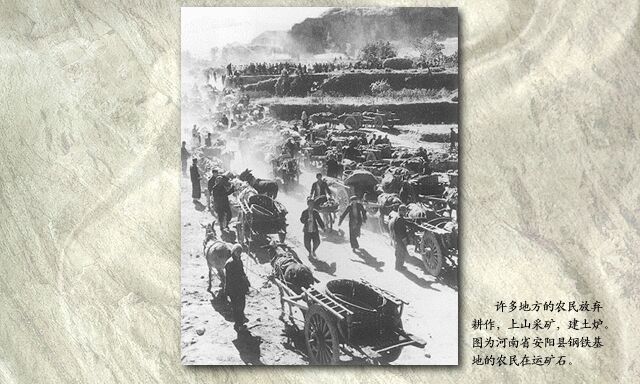 许多地方的农民放弃
耕作，上山采矿，建土炉。
图为河南省安阳县钢铁基
地的农民在运矿石。